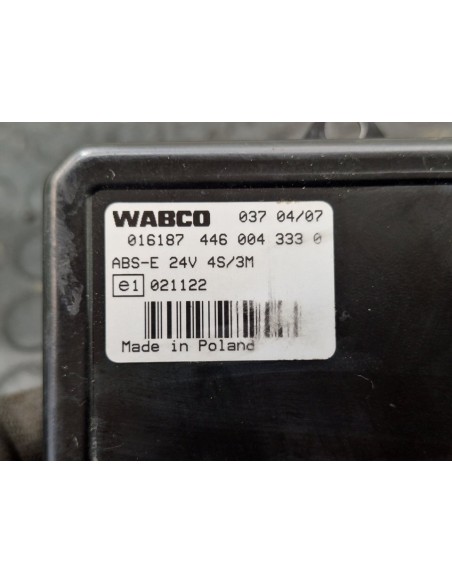 WABCO 037 04/07
016187 446 004 333 0
ABS-E 24V 4S/3M
e1 021122
Made in Poland